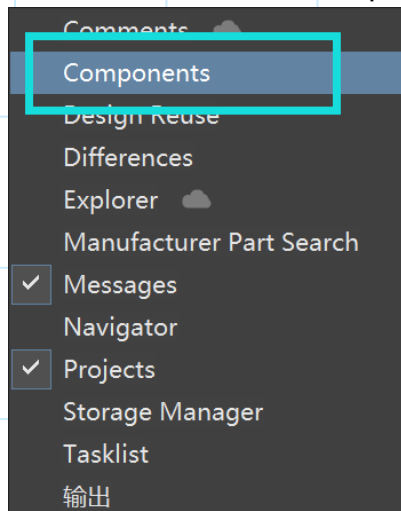 Comments
Components
Design Reuse
Differences
Explorer
Manufacturer Part Search
Messages
Navigator
Projects
Storage Manager
Tasklist
输出